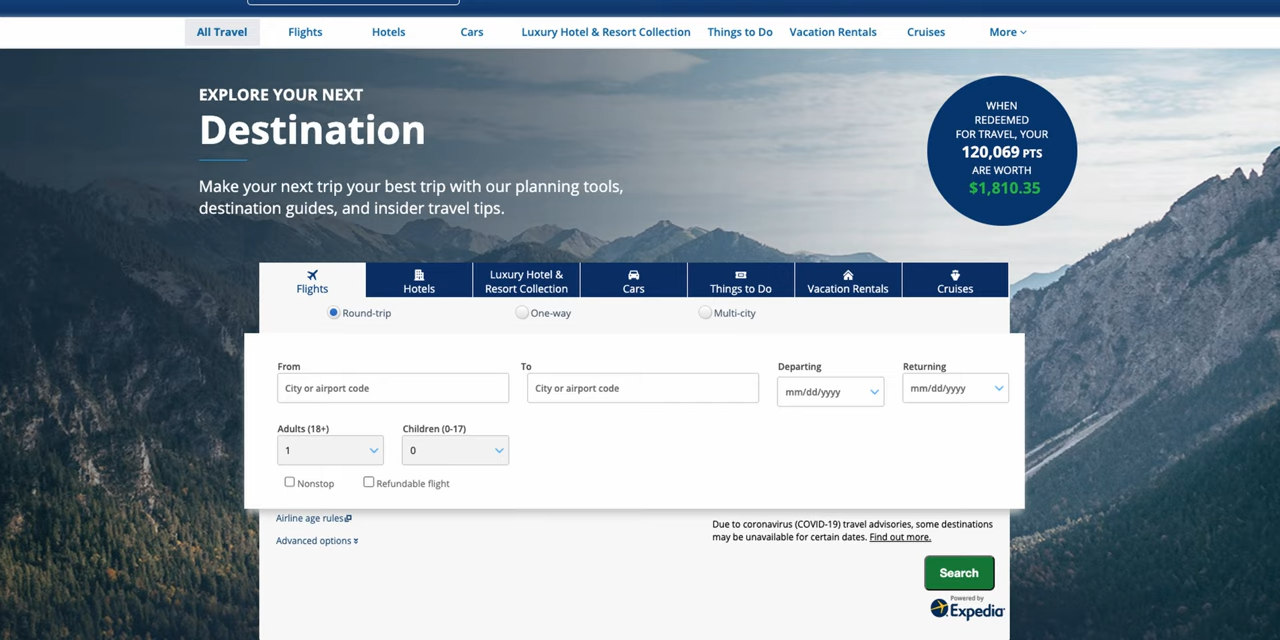 All Travel Flights Hotels Cars Luxury Hotel & Resort Collection Things to Do Vacation Rentals Cruises More
EXPLORE YOUR NEXT
Destination
Make your next trip your best trip with our planning tools,
destination guides, and insider travel tips.
WHEN
REDEEMED
FOR TRAVEL, YOUR
120,069 PTS
ARE WORTH
$1,810.35
Flights
Hotels
Luxury Hotel &
Resort Collection
Cars
Things to Do
Vacation Rentals
Cruises
Round-trip One-way Multi-city
From To Departing Returning
City or airport code City or airport code mm/dd/yyyy mm/dd/yyyy
Adults (18+) Children (0-17)
1 0
Nonstop Refundable flight
Airline age rules
Advanced options
Due to coronavirus (COVID-19) travel advisories, some destinations
may be unavailable for certain dates. Find out more.
Search
Powered by
Expedia